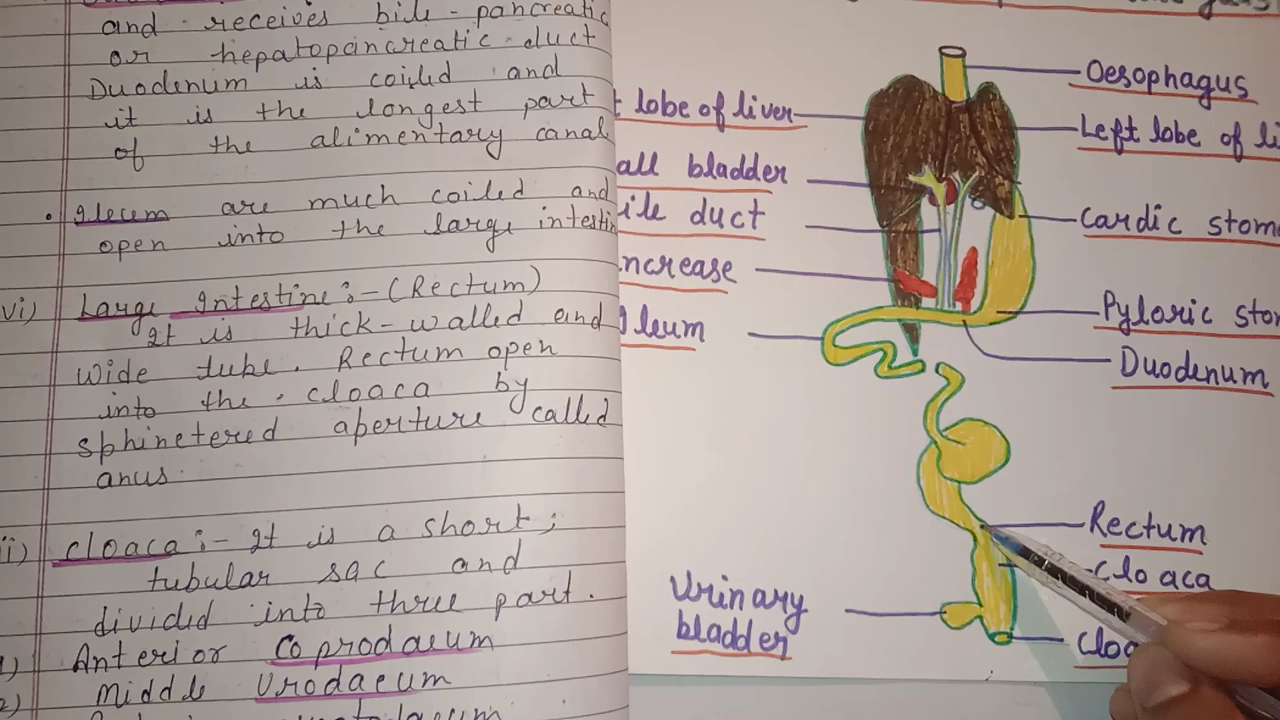 and receives bile-pancreatic
or hepatopancreatic duct
Duodenum is coiled and
it is the longest part
of the alimentary canal
• Ileum are much coiled and
open into the large intestin
vi) Large Intestine:-(Rectum)
It is thick-walled and
wide tube. Rectum open
into the cloaca by
sphinctered aperture called
anus.
ii) Cloaca:- It is a short,
tubular sac and
divided into three part.
1) Anterior Coprodaeum
2) Middle Urodaeum
Oesophagus
t lobe of liver
Left lobe of li
all bladder
ile duct
Cardic stom
ncrease
Pyloric stom
Ileum
Duodenum
Rectum
Cloaca
Urinary
bladder
Cloa